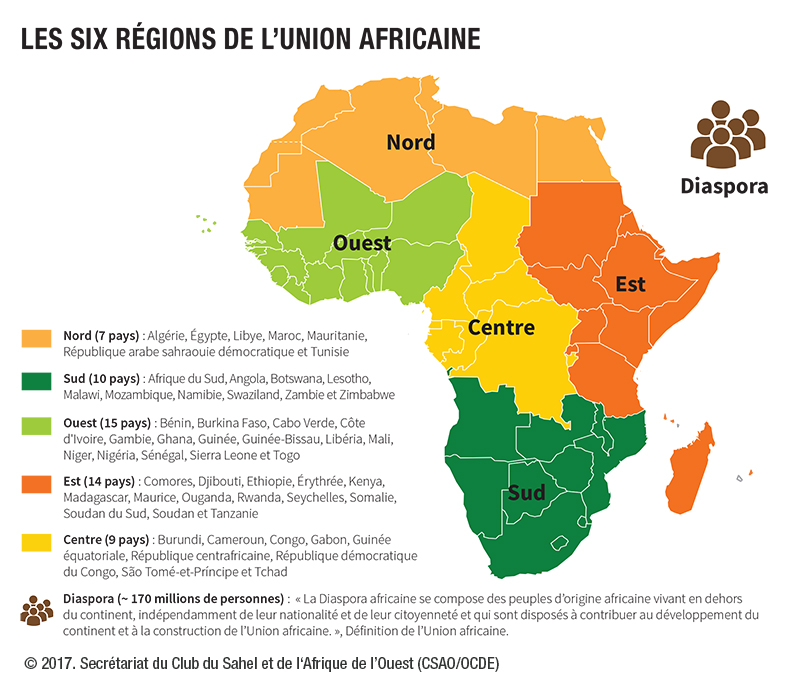 LES SIX RÉGIONS DE L'UNION AFRICAINE
Nord
Diaspora
Ouest
Est
Centre
Sud
Nord (7 pays) : Algérie, Égypte, Libye, Maroc, Mauritanie,
République arabe sahraouie démocratique et Tunisie
Sud (10 pays) : Afrique du Sud, Angola, Botswana, Lesotho,
Malawi, Mozambique, Namibie, Swaziland, Zambie et Zimbabwe
Ouest (15 pays) : Bénin, Burkina Faso, Cabo Verde, Côte
d'Ivoire, Gambie, Ghana, Guinée, Guinée-Bissau, Libéria, Mali,
Niger, Nigéria, Sénégal, Sierra Leone et Togo
Est (14 pays) : Comores, Djibouti, Ethiopie, Érythrée, Kenya,
Madagascar, Maurice, Ouganda, Rwanda, Seychelles, Somalie,
Soudan du Sud, Soudan et Tanzanie
Centre (9 pays) : Burundi, Cameroun, Congo, Gabon, Guinée
équatoriale, République centrafricaine, République démocratique
du Congo, São Tomé-et-Príncipe et Tchad
Diaspora (~ 170 millions de personnes) : « La Diaspora africaine se compose des peuples d'origine africaine vivant en dehors
du continent, indépendamment de leur nationalité et de leur citoyenneté et qui sont disposés à contribuer au développement du
continent et à la construction de l'Union africaine. », Définition de l'Union africaine.
© 2017. Secrétariat du Club du Sahel et de l‘Afrique de l'Ouest (CSAO/OCDE)